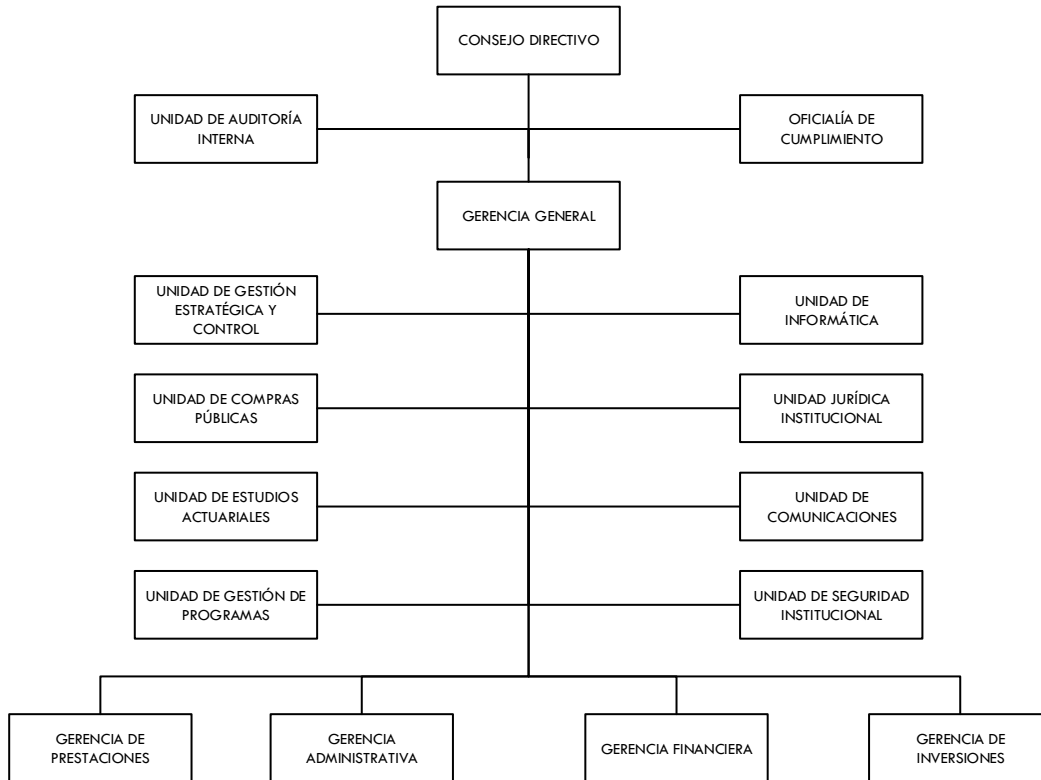 CONSEJO DIRECTIVO
UNIDAD DE AUDITORÍA
INTERNA
OFICIALÍA DE
CUMPLIMIENTO
GERENCIA GENERAL
UNIDAD DE GESTIÓN
ESTRATÉGICA Y
CONTROL
UNIDAD DE
INFORMÁTICA
UNIDAD DE COMPRAS
PÚBLICAS
UNIDAD JURÍDICA
INSTITUCIONAL
UNIDAD DE ESTUDIOS
ACTUARIALES
UNIDAD DE
COMUNICACIONES
UNIDAD DE GESTIÓN DE
PROGRAMAS
UNIDAD DE SEGURIDAD
INSTITUCIONAL
GERENCIA DE
PRESTACIONES
GERENCIA
ADMINISTRATIVA
GERENCIA FINANCIERA
GERENCIA DE
INVERSIONES